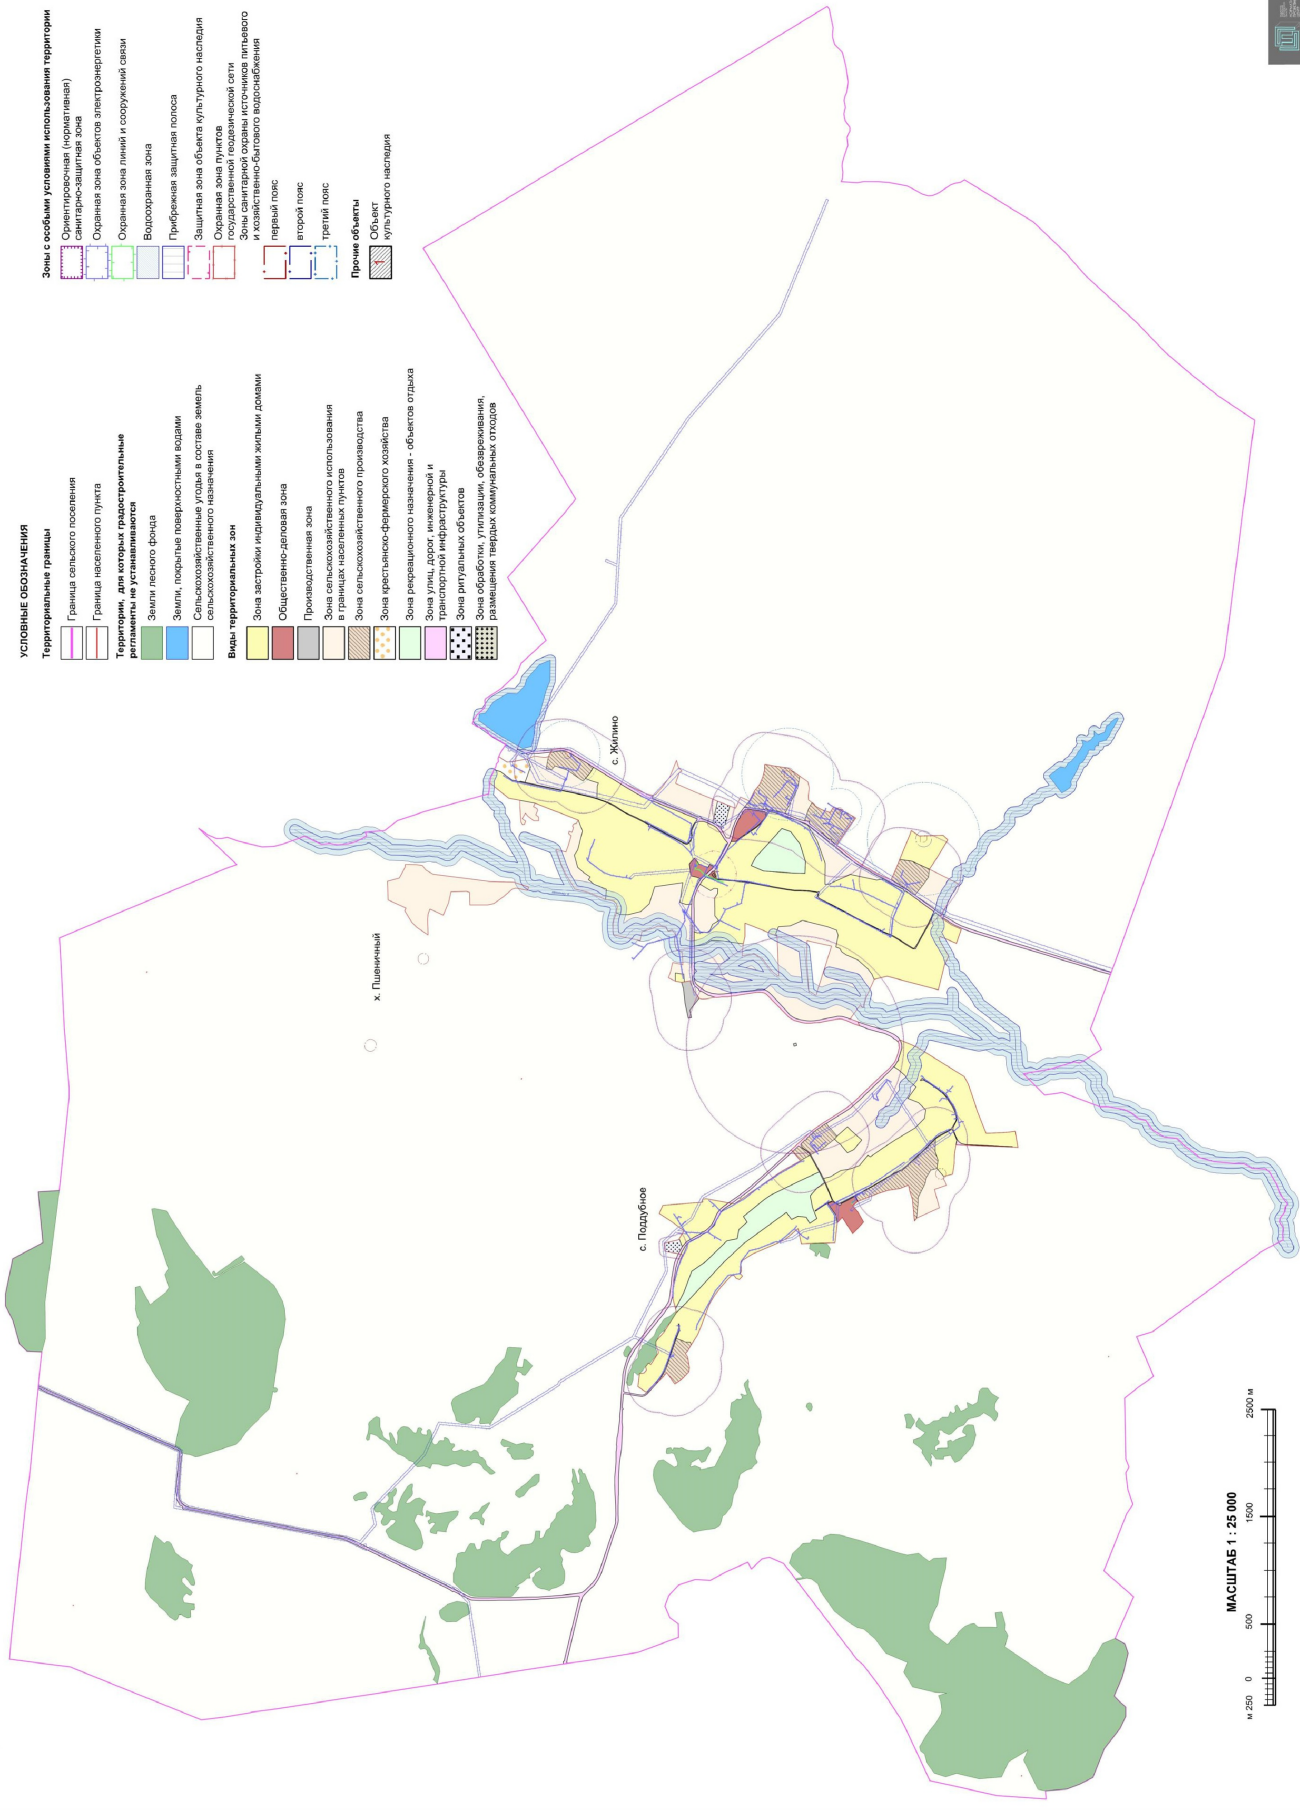 УСЛОВНЫЕ ОБОЗНАЧЕНИЯ
Территориальные границы
Граница сельского поселения
Граница населенного пункта
Территории, для которых градостроительные
регламенты не устанавливаются
Земли лесного фонда
Земли, покрытые поверхностными водами
Сельскохозяйственные угодья в составе земель
сельскохозяйственного назначения
Виды территориальных зон
Зона застройки индивидуальными жилыми домами
Общественно-деловая зона
Производственная зона
Зона сельскохозяйственного использования
в границах населенных пунктов
Зона сельскохозяйственного производства
Зона крестьянско-фермерского хозяйства
Зона рекреационного назначения - объектов отдыха
Зона улиц, дорог, инженерной и
транспортной инфраструктуры
Зона ритуальных объектов
Зона обработки, утилизации, обезвреживания,
размещения твердых коммунальных отходов
Зоны с особыми условиями использования территории
Ориентировочная (нормативная)
санитарно-защитная зона
Охранная зона объектов электроэнергетики
Охранная зона линий и сооружений связи
Водоохранная зона
Прибрежная защитная полоса
Защитная зона объекта культурного наследия
Охранная зона пунктов
государственной геодезической сети
Зоны санитарной охраны источников питьевого
и хозяйственно-бытового водоснабжения
первый пояс
второй пояс
третий пояс
Прочие объекты
1
Объект
культурного наследия
х. Пшеничный
с. Жилино
с. Поддубное
МАСШТАБ 1 : 25 000
м 250 0 500 1500 2500 м